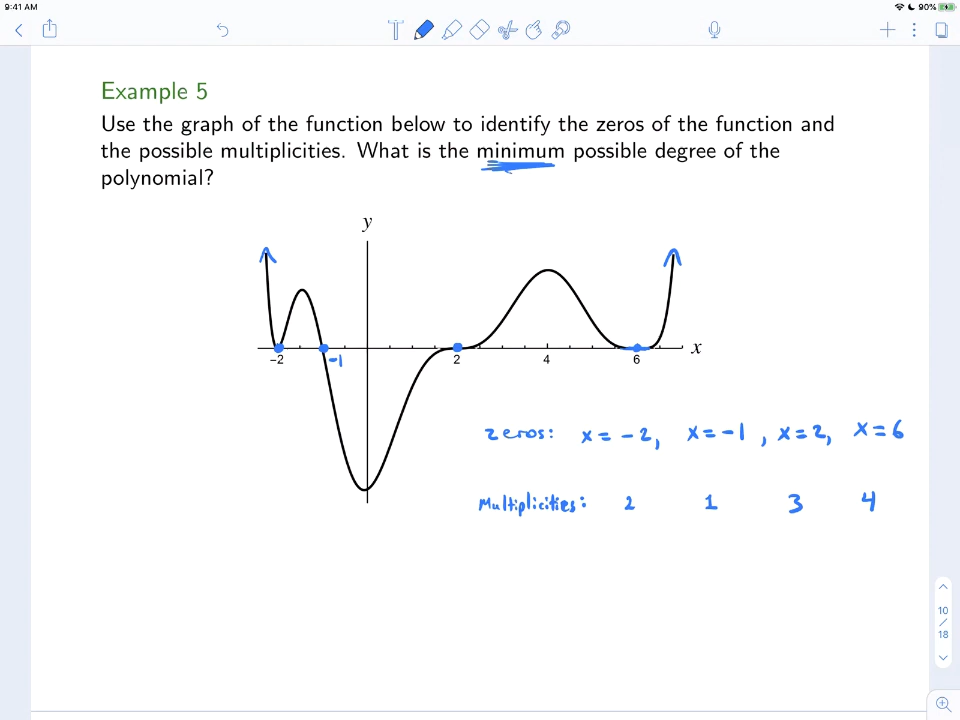 9:41 AM
90%
Example 5
Use the graph of the function below to identify the zeros of the function and
the possible multiplicities. What is the minimum possible degree of the
polynomial?
y
x
−2
-1
2
4
6
zeros: x = -2, x = -1, x = 2, x = 6
Multiplicities: 2 1 3 4
10
/
18